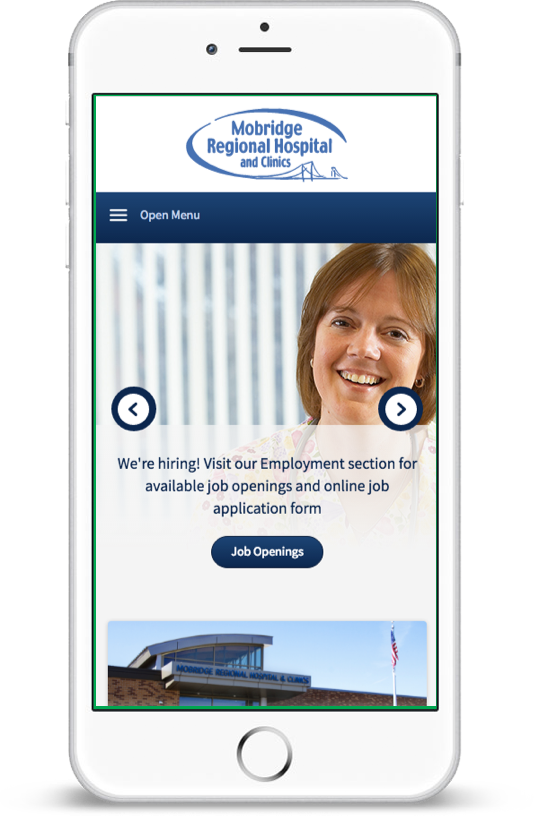 Mobridge
Regional Hospital
and Clinics
Open Menu
We're hiring! Visit our Employment section for
available job openings and online job
application form
Job Openings
MOBRIDGE REGIONAL HOSPITAL & CLINICS